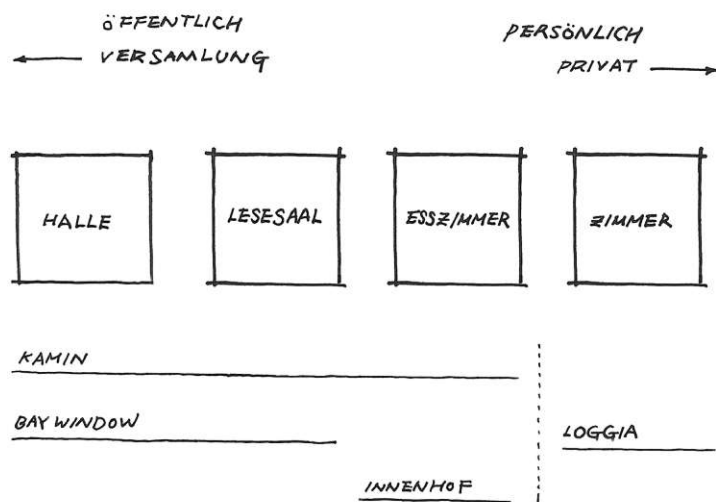 ÖFFENTLICH
VERSAMLUNG
PERSÖNLICH
PRIVAT
HALLE
LESESAAL
ESSZIMMER
ZIMMER
KAMIN
BAY WINDOW
LOGGIA
INNENHOF